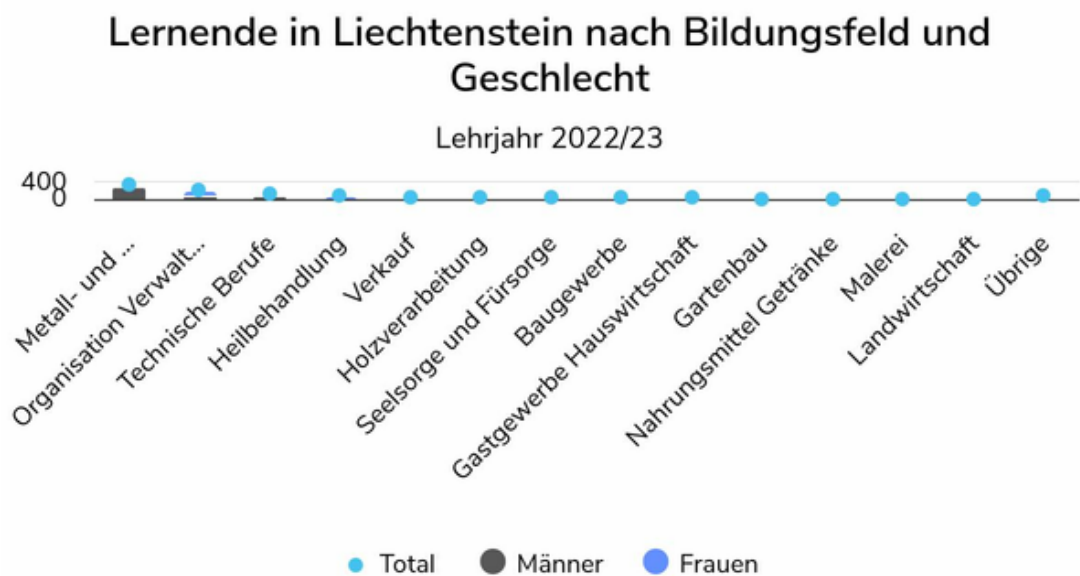 Lernende in Liechtenstein nach Bildungsfeld und
Geschlecht
Lehrjahr 2022/23
400
0
Metall- und ...
Organisation Verwalt...
Technische Berufe
Heilbehandlung
Verkauf
Holzverarbeitung
Seelsorge und Fürsorge
Baugewerbe
Gastgewerbe Hauswirtschaft
Gartenbau
Nahrungsmittel Getränke
Malerei
Landwirtschaft
Übrige
Total
Männer
Frauen